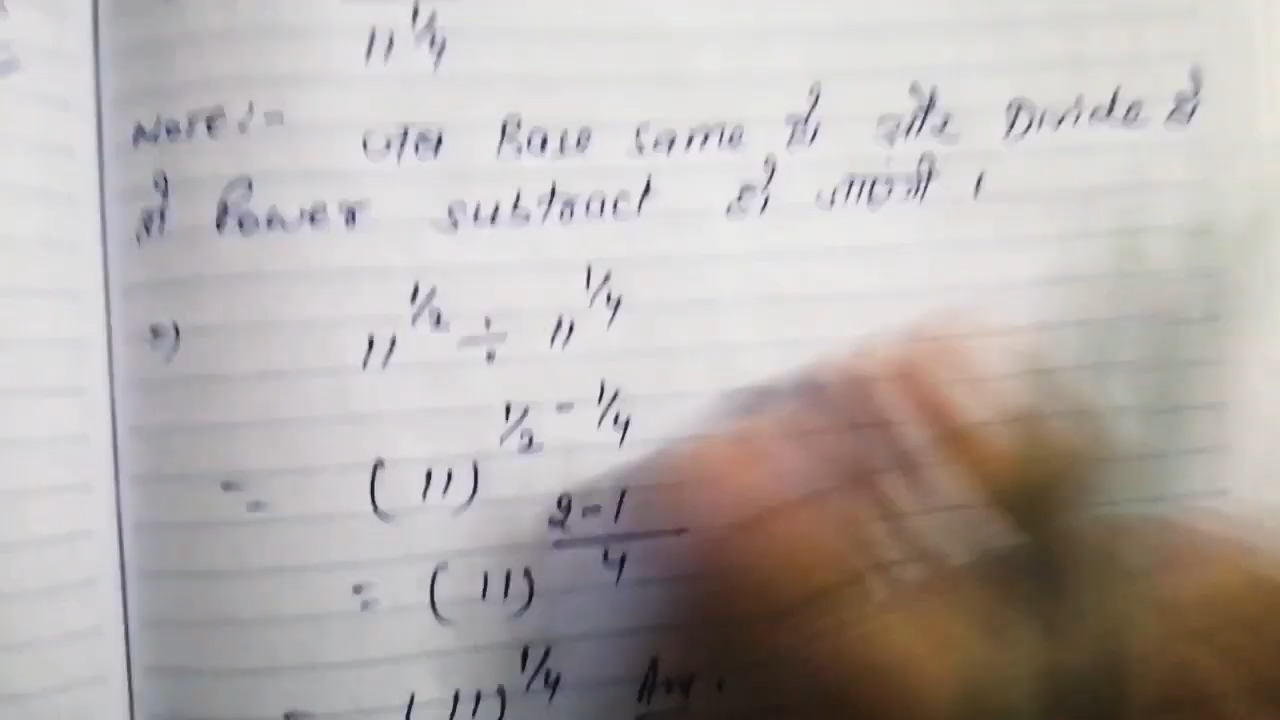 11^1/4
NOTE :- जब Base same हो और Divide हो
तो Power subtract हो जाएंगी ।
=) 11^1/2 ÷ 11^1/4
= (11)^1/2 - 1/4
= (11)^(2-1)/4
= (11)^1/4 Ans.